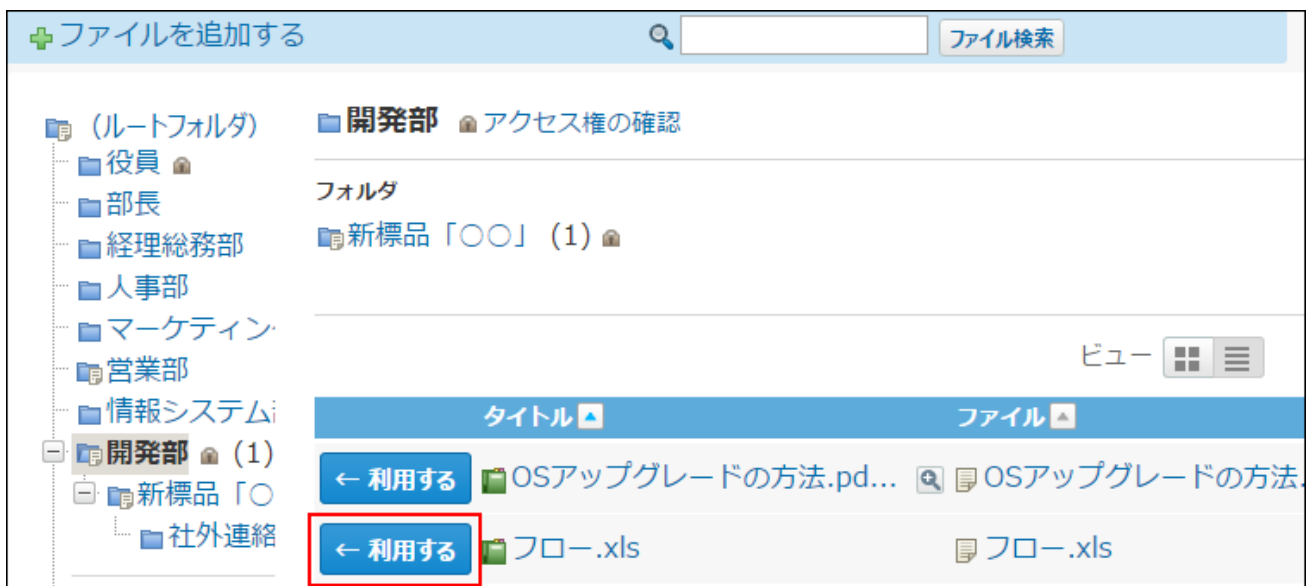 ファイルを追加する
ファイル検索
(ルートフォルダ)
役員
部長
経理総務部
人事部
マーケティン
営業部
情報システム
開発部 (1)
新標品「○
社外連絡
開発部 アクセス権の確認
フォルダ
新標品「○○」 (1)
ビュー
タイトル ファイル
← 利用する OSアップグレードの方法.pd... OSアップグレードの方法.
← 利用する フロー.xls フロー.xls